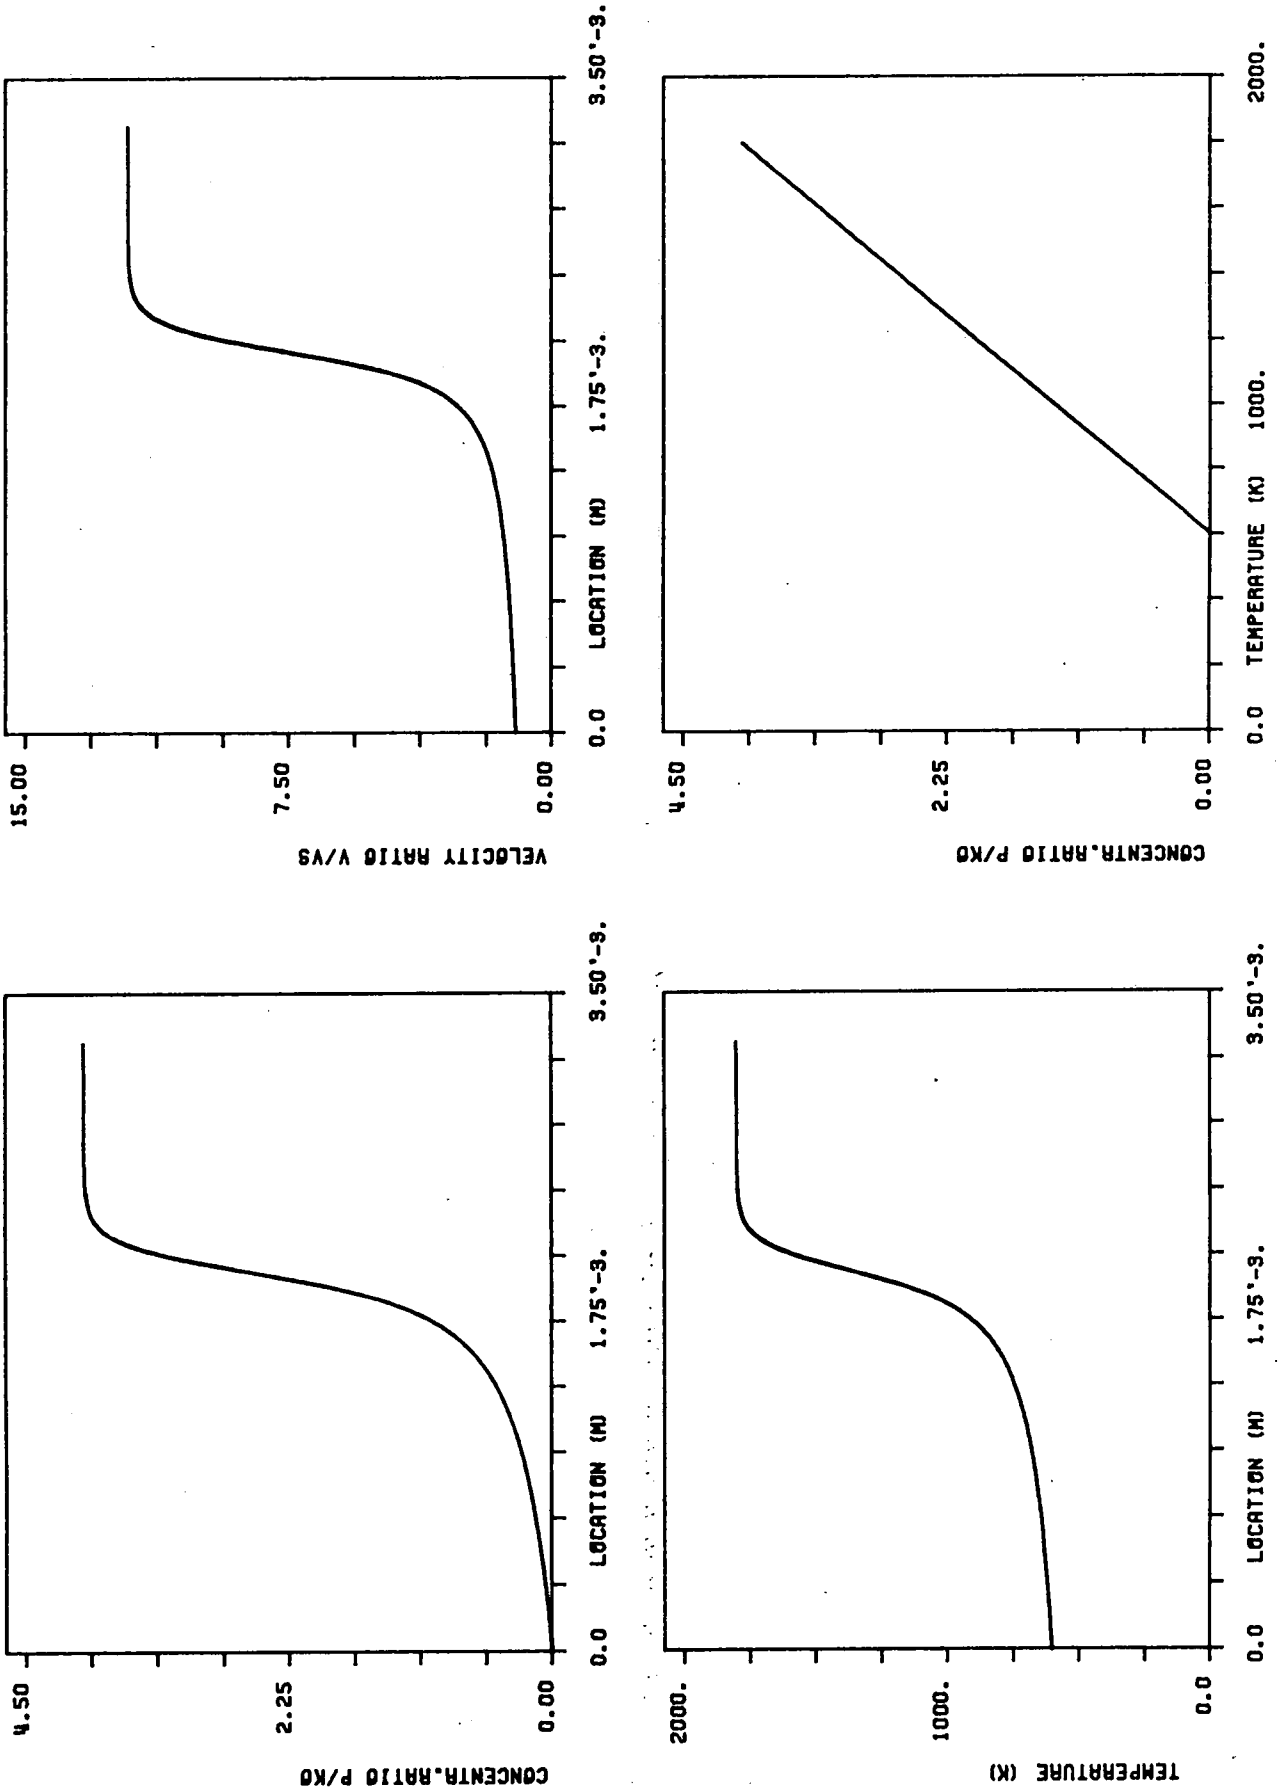 CONCENTR.RATIO P/KO
4.50
2.25
0.00
0.0 LOCATION (M) 1.75'-3. 3.50'-3.
VELOCITY RATIO V/VS
15.00
7.50
0.00
0.0 LOCATION (M) 1.75'-3. 3.50'-3.
TEMPERATURE (K)
2000.
1000.
0.0
0.0 LOCATION (M) 1.75'-3. 3.50'-3.
CONCENTR.RATIO P/KO
4.50
2.25
0.00
0.0 TEMPERATURE (K) 1000. 2000.